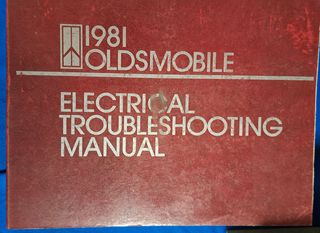 1981
OLDSMOBILE
ELECTRICAL
TROUBLESHOOTING
MANUAL